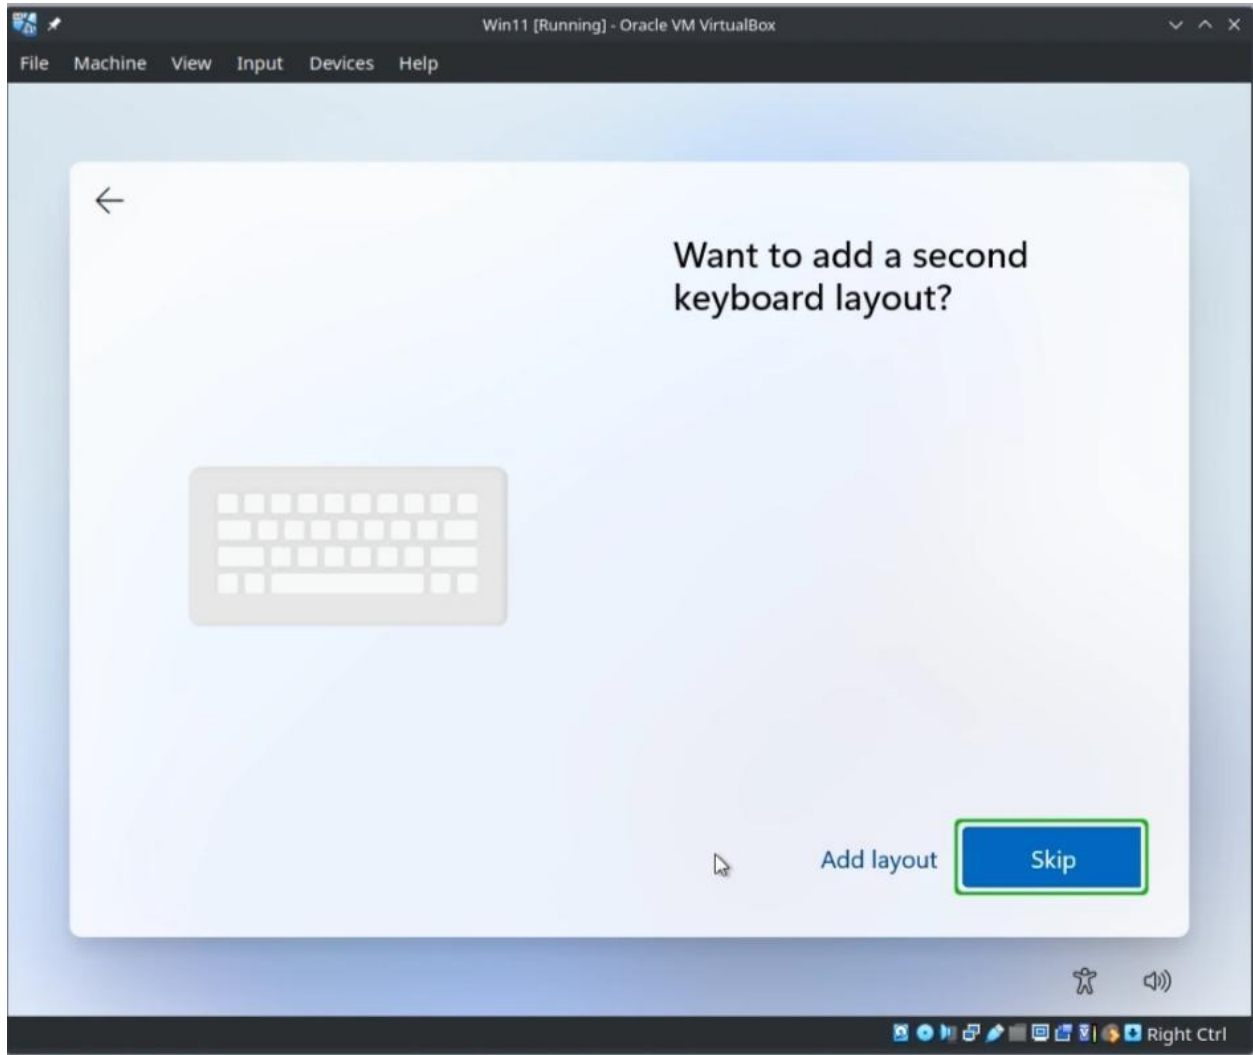 Win11 [Running] - Oracle VM VirtualBox
File Machine View Input Devices Help
Want to add a second
keyboard layout?
Add layout
Skip
Right Ctrl